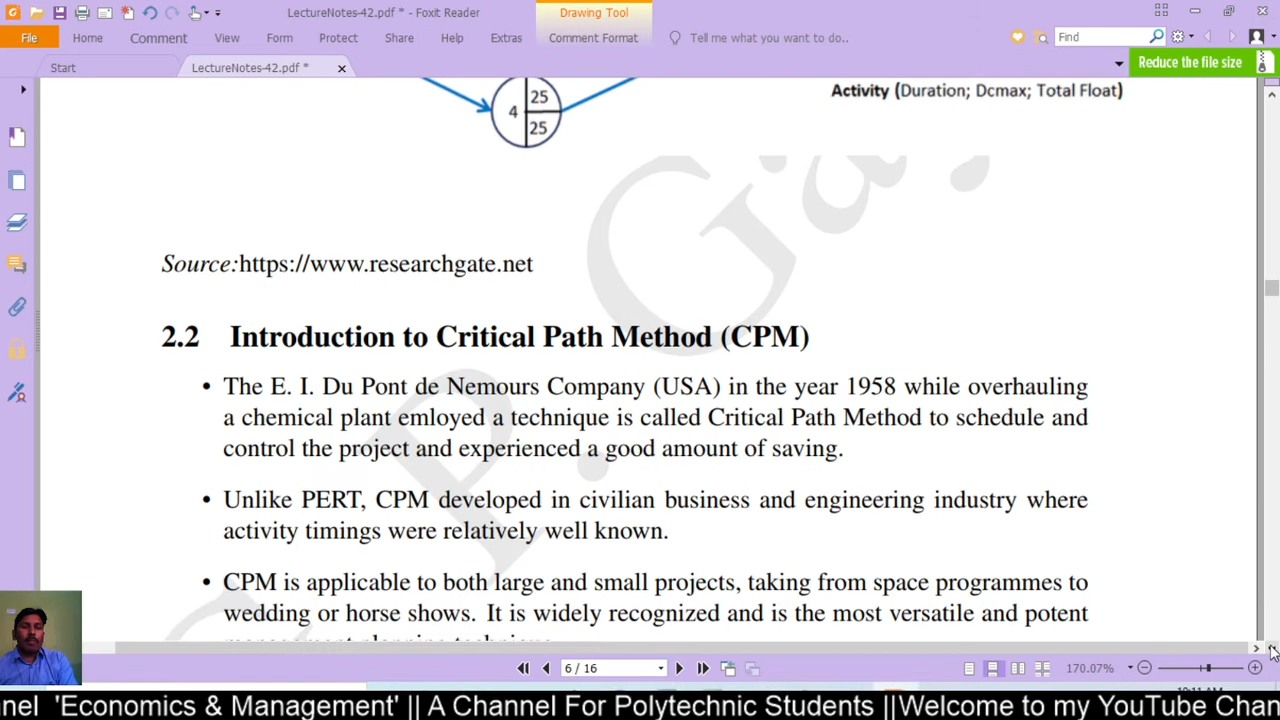 LectureNotes-42.pdf * - Foxit Reader
Drawing Tool
File Home Comment View Form Protect Share Help Extras Comment Format Tell me what you want to do.. Find
Start LectureNotes-42.pdf * Reduce the file size
25
4
25
Activity (Duration; Dcmax; Total Float)
Source:https://www.researchgate.net
2.2 Introduction to Critical Path Method (CPM)
• The E. I. Du Pont de Nemours Company (USA) in the year 1958 while overhauling
a chemical plant emloyed a technique is called Critical Path Method to schedule and
control the project and experienced a good amount of saving.
• Unlike PERT, CPM developed in civilian business and engineering industry where
activity timings were relatively well known.
• CPM is applicable to both large and small projects, taking from space programmes to
wedding or horse shows. It is widely recognized and is the most versatile and potent
6 / 16 170.07%
nel 'Economics & Management' || A Channel For Polytechnic Students ||Welcome to my YouTube Chan